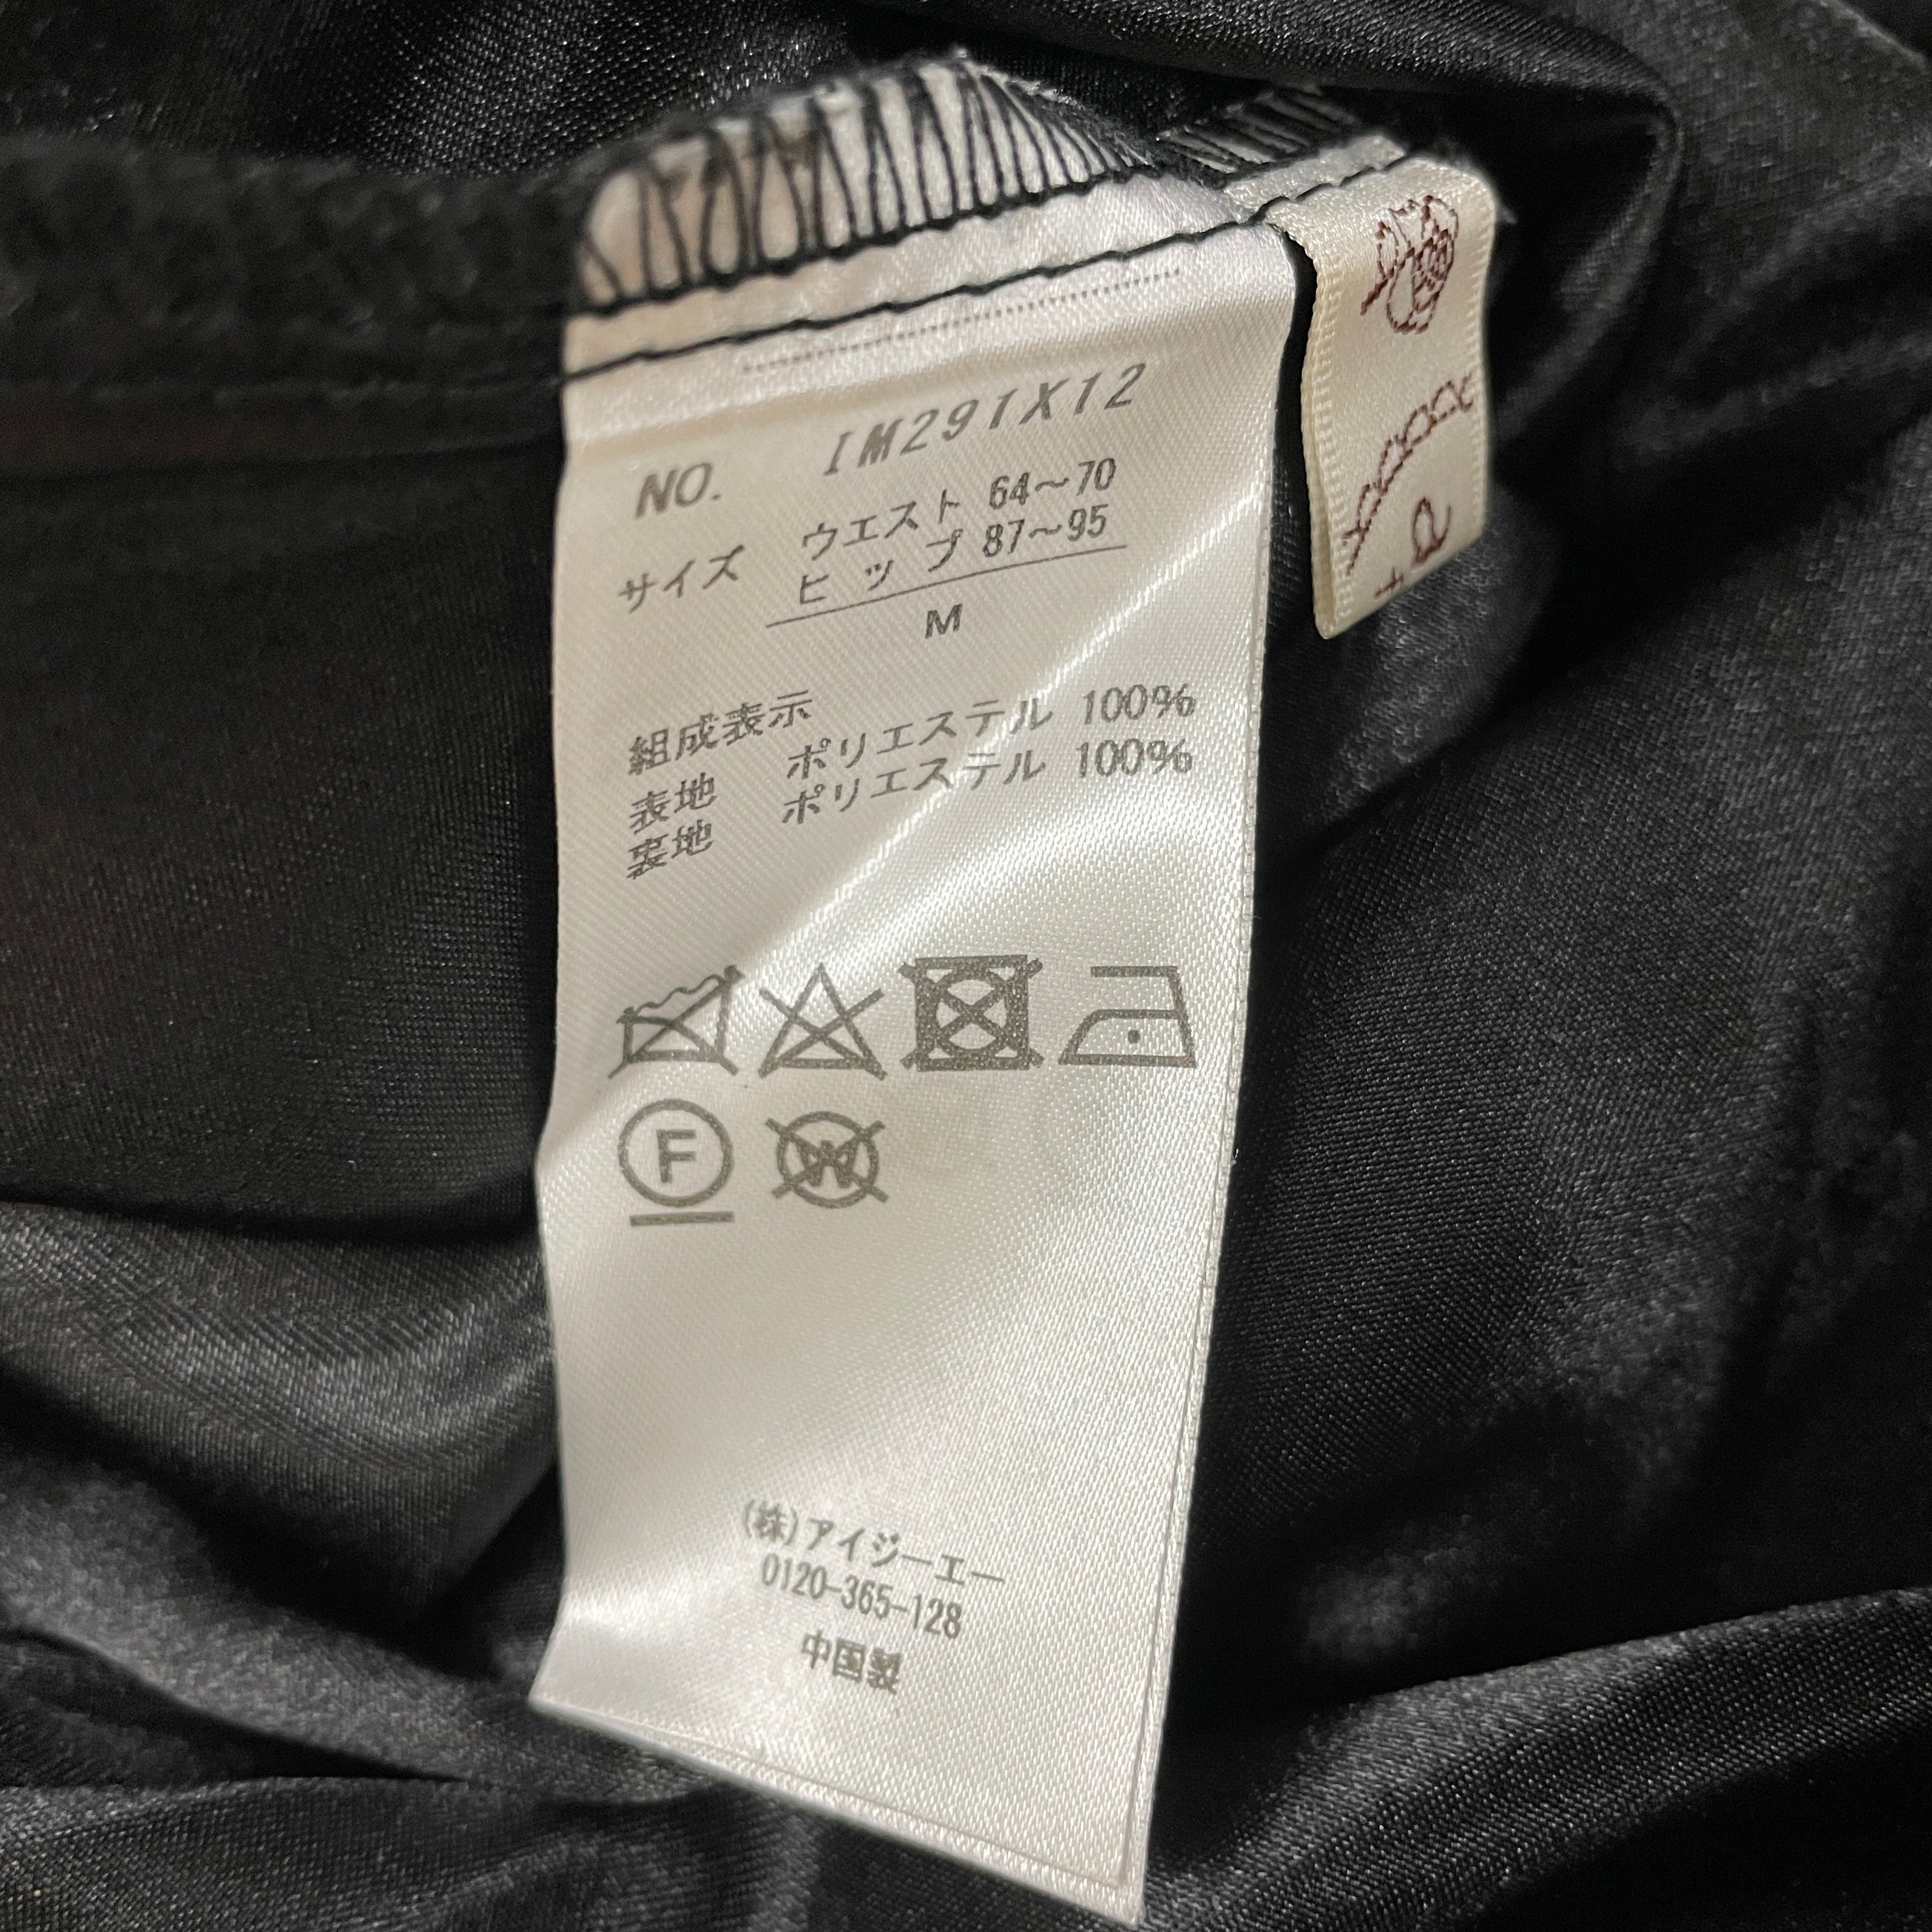 NO. IM291X12
サイズ ウエスト 64～70
ヒップ 87～95
M
組成表示
表地 ポリエステル 100%
裏地 ポリエステル 100%
F W
(株)アイジーエー
0120-365-128
中国製